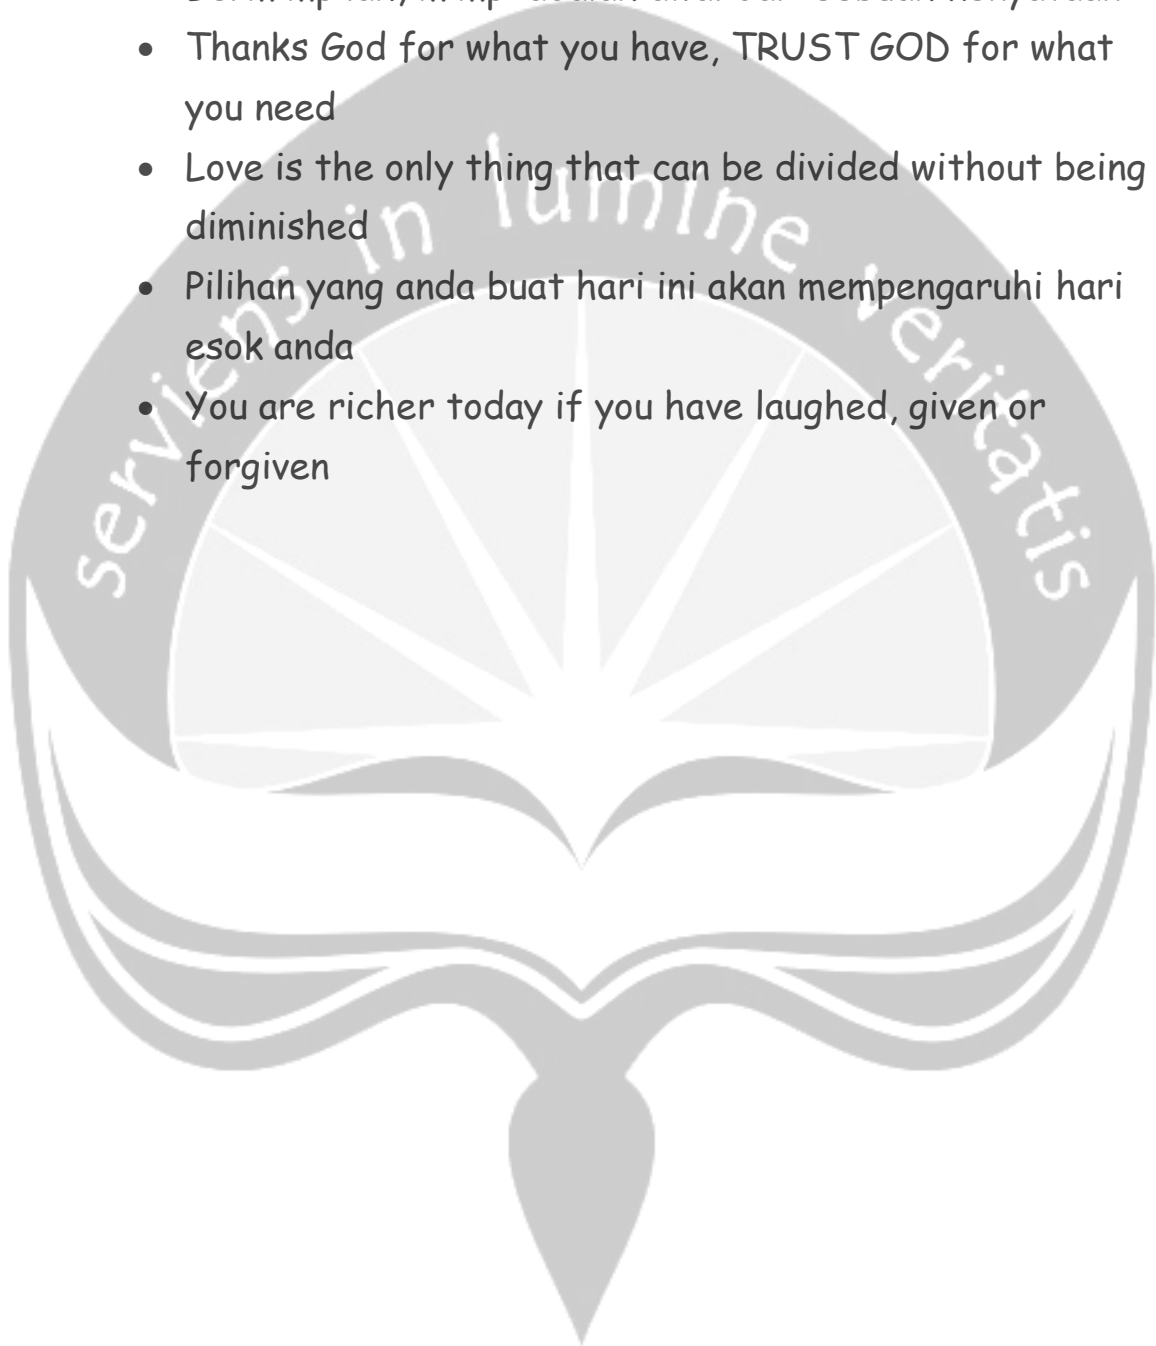 • Thanks God for what you have, TRUST GOD for what
you need
• Love is the only thing that can be divided without being
diminished
• Pilihan yang anda buat hari ini akan mempengaruhi hari
esok anda
• You are richer today if you have laughed, given or
forgiven
serviens in lumine veritatis